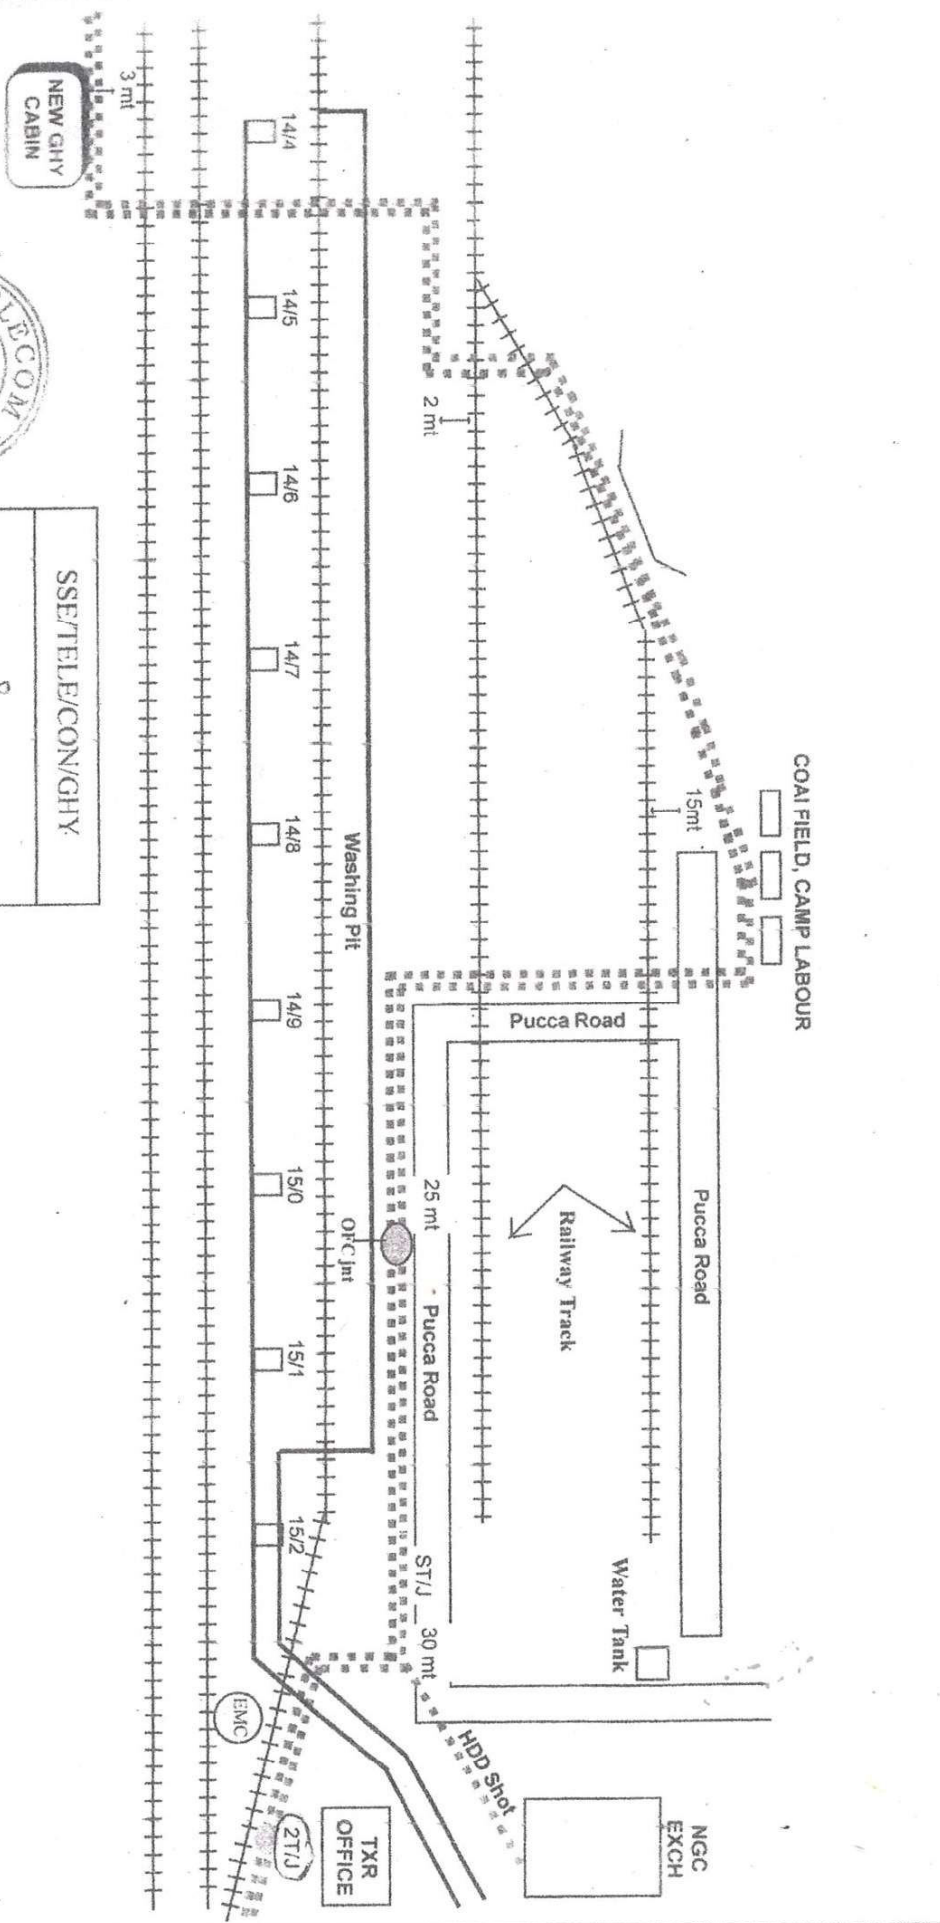 COAl FIELD, CAMP LABOUR
15mt
Pucca Road
Water Tank
NGC
EXCH
Pucca Road
Railway Track
2 mt
25 mt
Pucca Road
ST/J
30 mt
HDD Shot
Washing Pit
OFC jnt
14/4
14/5
14/6
14/7
14/8
14/9
15/0
15/1
15/2
TXR
OFFICE
2T/J
EMC
3 mt
NEW GHY
CABIN
LECOM
SSE/TELE/CON/GHY